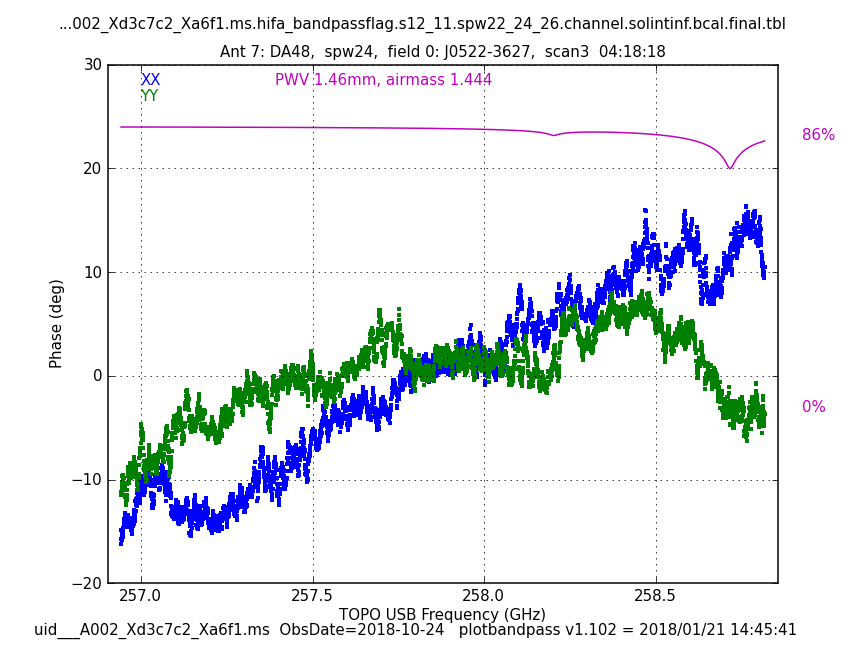 ...002_Xd3c7c2_Xa6f1.ms.hifa_bandpassflag.s12_11.spw22_24_26.channel.solintinf.bcal.final.tbl
Ant 7: DA48,  spw24,  field 0: J0522-3627,  scan3  04:18:18
30
XX
PWV 1.46mm, airmass 1.444
YY
86%
20
10
Phase (deg)
0
0%
−10
−20
257.0
257.5
258.0
258.5
TOPO USB Frequency (GHz)
uid___A002_Xd3c7c2_Xa6f1.ms  ObsDate=2018-10-24   plotbandpass v1.102 = 2018/01/21 14:45:41